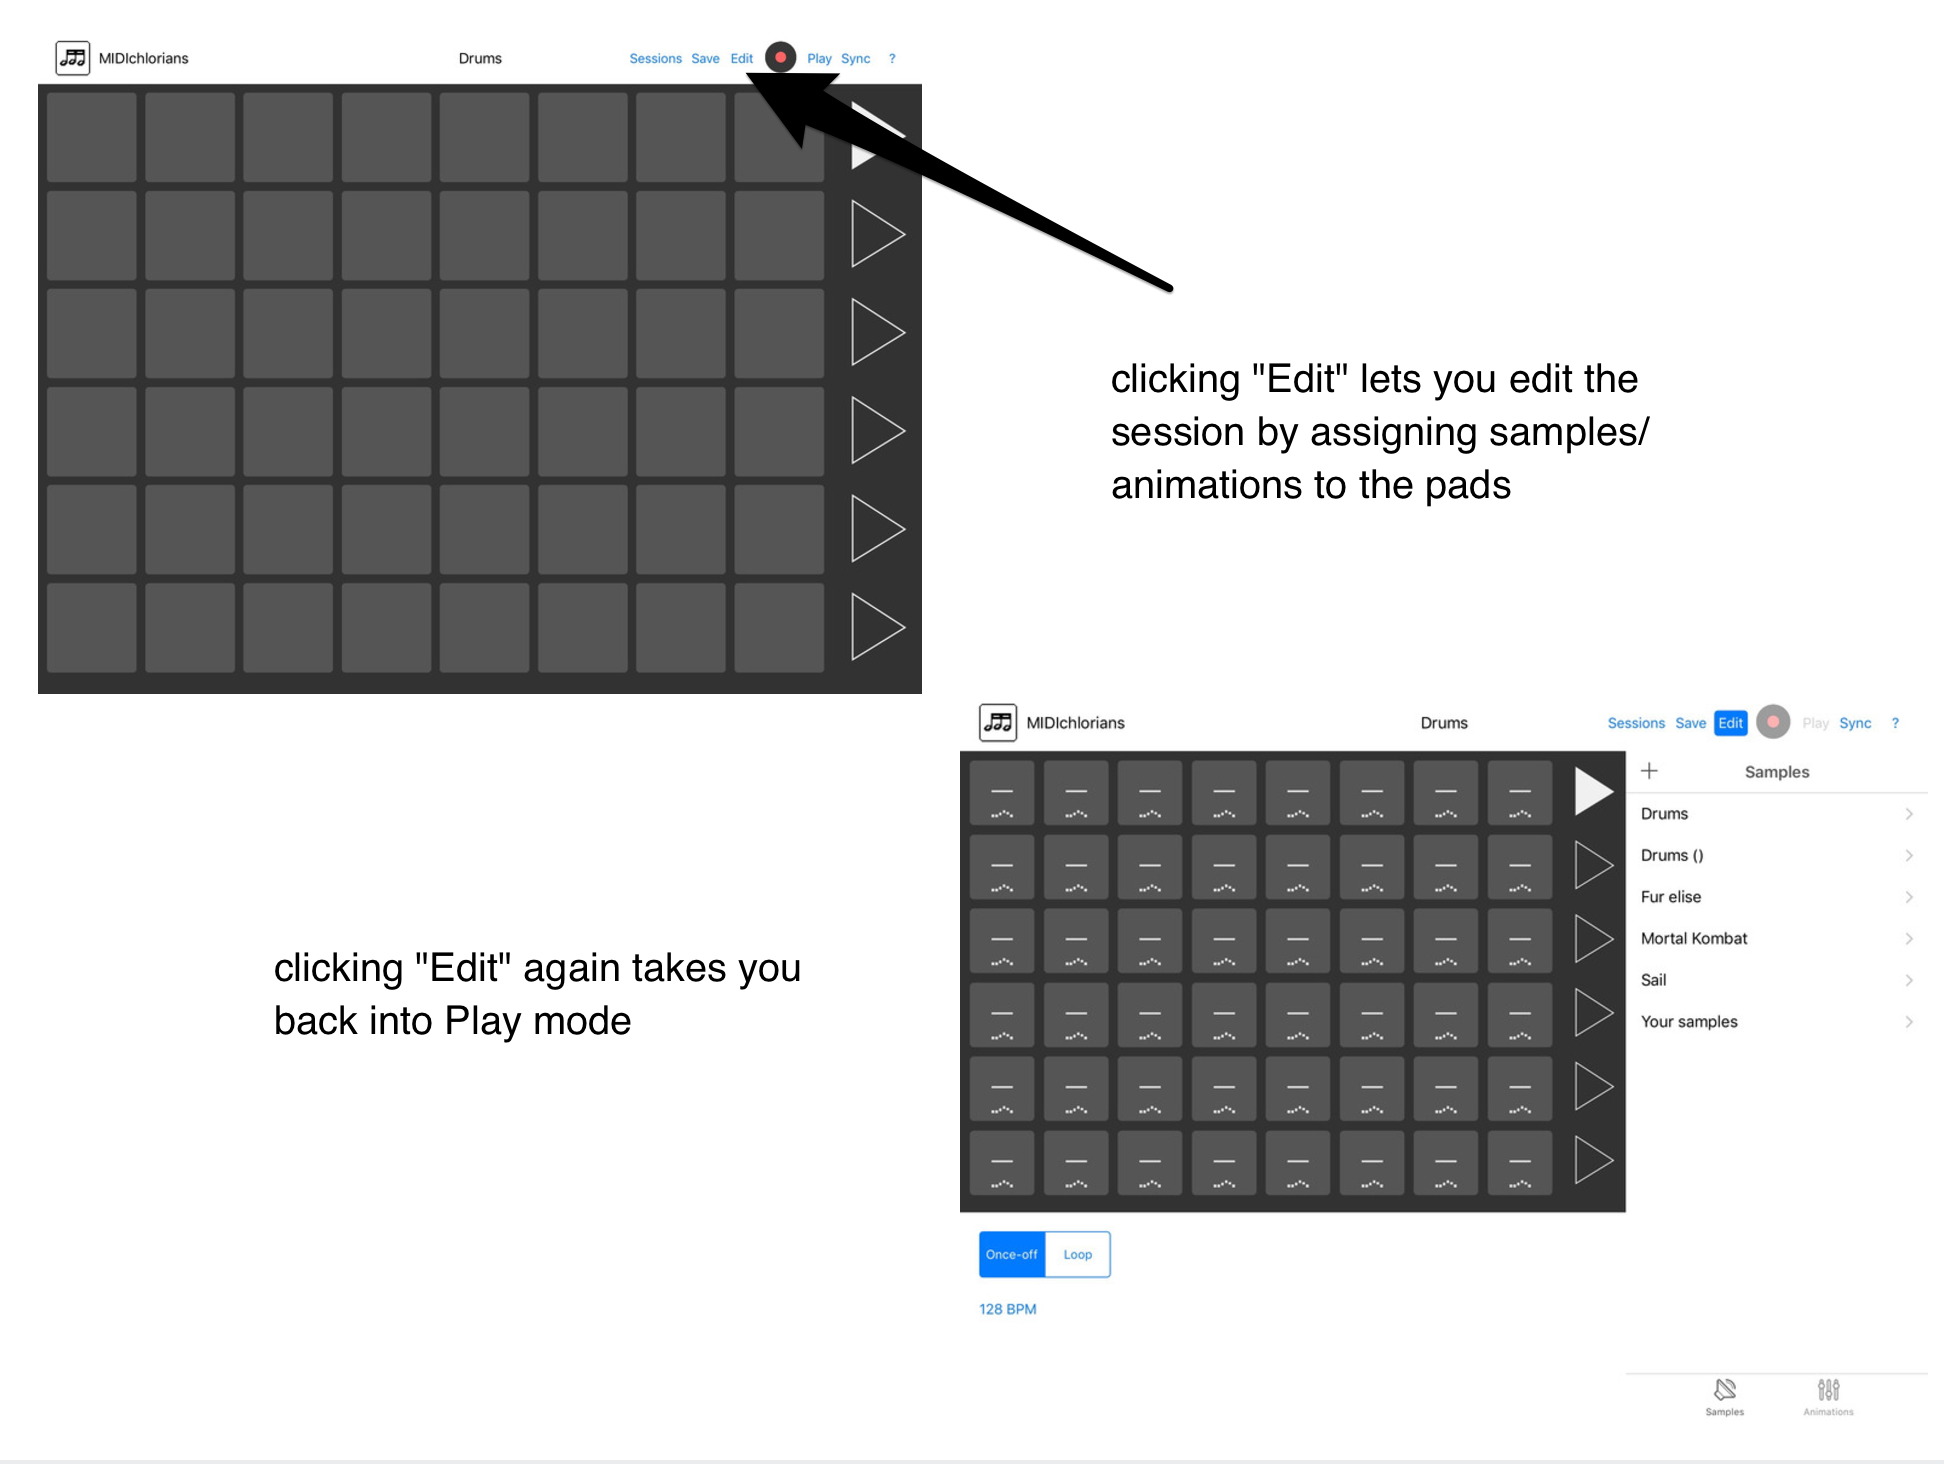 MIDIchlorians
Drums
Sessions Save Edit Play Sync ?
clicking "Edit" lets you edit the
session by assigning samples/
animations to the pads
MIDIchlorians
Drums
Sessions Save Edit Play Sync ?
+ Samples
Drums
Drums ()
Fur elise
Mortal Kombat
Sail
Your samples
clicking "Edit" again takes you
back into Play mode
Once-off Loop
128 BPM
Samples Animations